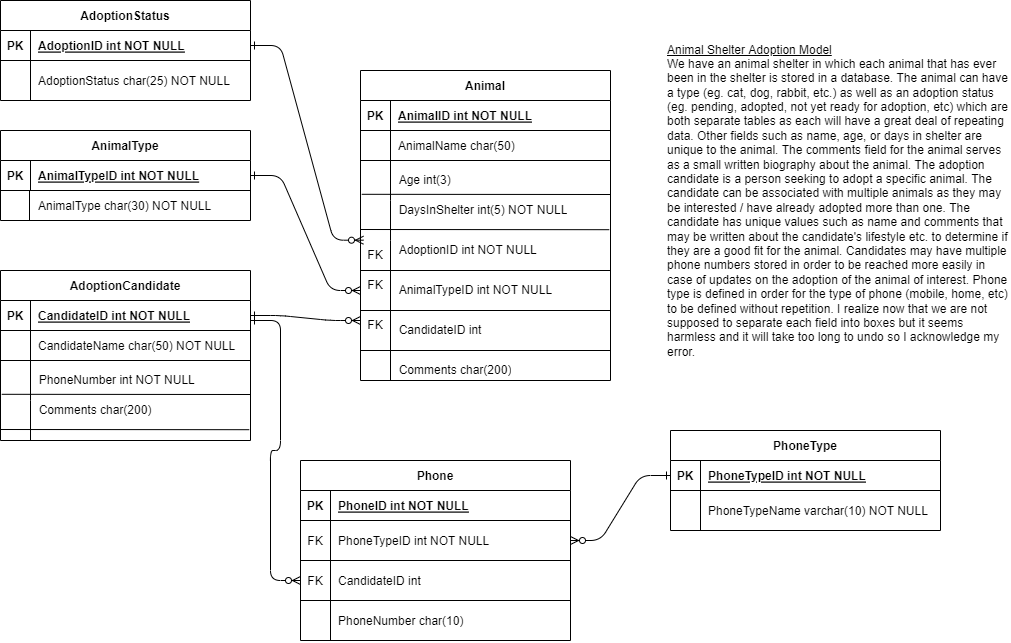 AdoptionStatus
PK AdoptionID int NOT NULL
AdoptionStatus char(25) NOT NULL
AnimalType
PK AnimalTypeID int NOT NULL
AnimalType char(30) NOT NULL
AdoptionCandidate
PK CandidateID int NOT NULL
CandidateName char(50) NOT NULL
PhoneNumber int NOT NULL
Comments char(200)
Animal
PK AnimalID int NOT NULL
AnimalName char(50)
Age int(3)
DaysInShelter int(5) NOT NULL
FK AdoptionID int NOT NULL
FK AnimalTypeID int NOT NULL
FK CandidateID int
Comments char(200)
Animal Shelter Adoption Model
We have an animal shelter in which each animal that has ever
been in the shelter is stored in a database. The animal can have
a type (eg. cat, dog, rabbit, etc.) as well as an adoption status
(eg. pending, adopted, not yet ready for adoption, etc) which are
both separate tables as each will have a great deal of repeating
data. Other fields such as name, age, or days in shelter are
unique to the animal. The comments field for the animal serves
as a small written biography about the animal. The adoption
candidate is a person seeking to adopt a specific animal. The
candidate can be associated with multiple animals as they may
be interested / have already adopted more than one. The
candidate has unique values such as name and comments that
may be written about the candidate's lifestyle etc. to determine if
they are a good fit for the animal. Candidates may have multiple
phone numbers stored in order to be reached more easily in
case of updates on the adoption of the animal of interest. Phone
type is defined in order for the type of phone (mobile, home, etc)
to be defined without repetition. I realize now that we are not
supposed to separate each field into boxes but it seems
harmless and it will take too long to undo so I acknowledge my
error.
Phone
PK PhoneID int NOT NULL
FK PhoneTypeID int NOT NULL
FK CandidateID int
PhoneNumber char(10)
PhoneType
PK PhoneTypeID int NOT NULL
PhoneTypeName varchar(10) NOT NULL